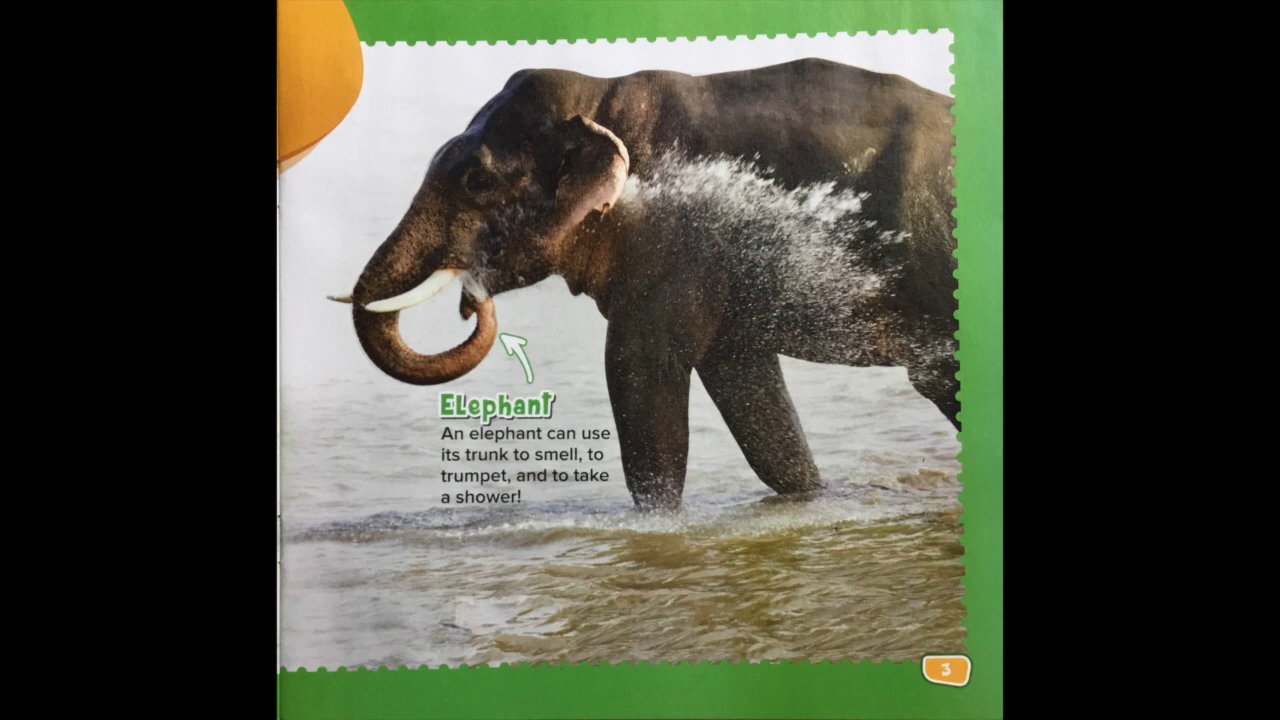 Elephant
An elephant can use
its trunk to smell, to
trumpet, and to take
a shower!
3